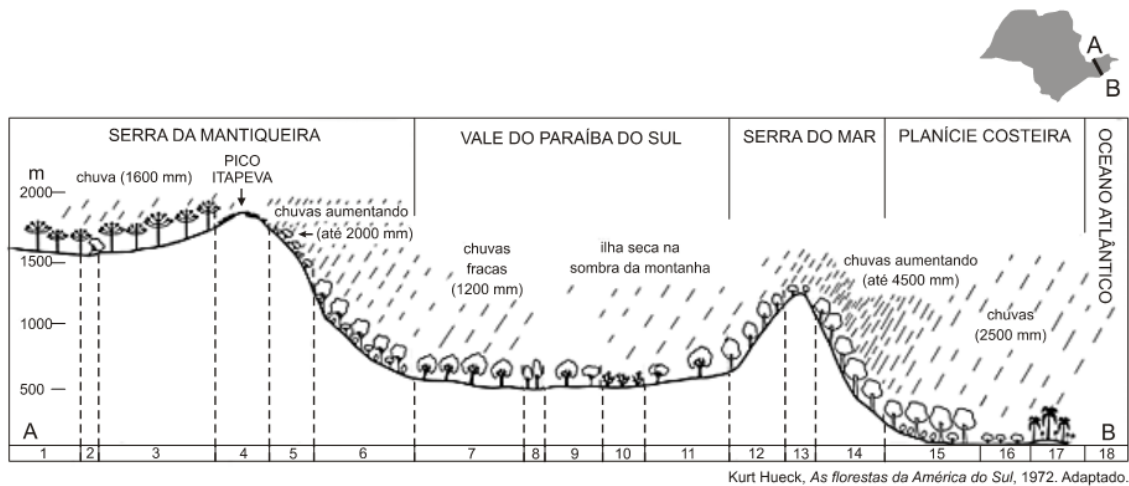 A
B
SERRA DA MANTIQUEIRA
VALE DO PARAÍBA DO SUL
SERRA DO MAR
PLANÍCIE COSTEIRA
OCEANO ATLÂNTICO
m
2000
1500
1000
500
chuva (1600 mm)
PICO
ITAPEVA
chuvas aumentando
(até 2000 mm)
chuvas
fracas
(1200 mm)
ilha seca na
sombra da montanha
chuvas aumentando
(até 4500 mm)
chuvas
(2500 mm)
A
B
1 2 3 4 5 6 7 8 9 10 11 12 13 14 15 16 17 18
Kurt Hueck, As florestas da América do Sul, 1972. Adaptado.